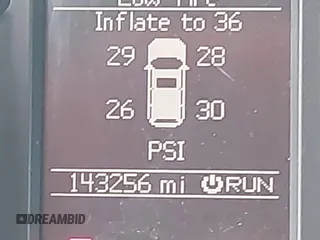 Inflate to 36
29 28
26 30
PSI
143256 mi RUN
DREAMBID